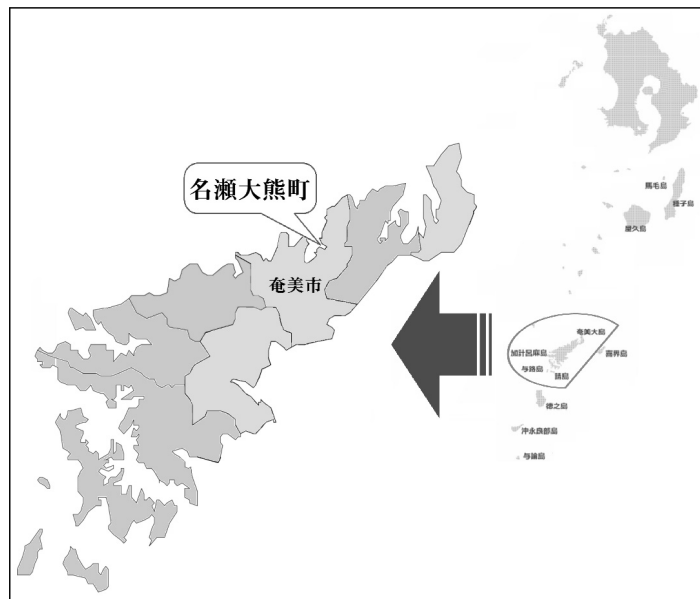 名瀬大熊町
奄美市
馬毛島
種子島
屋久島
奄美大島
加計呂麻島
喜界島
与路島
請島
徳之島
沖永良部島
与論島